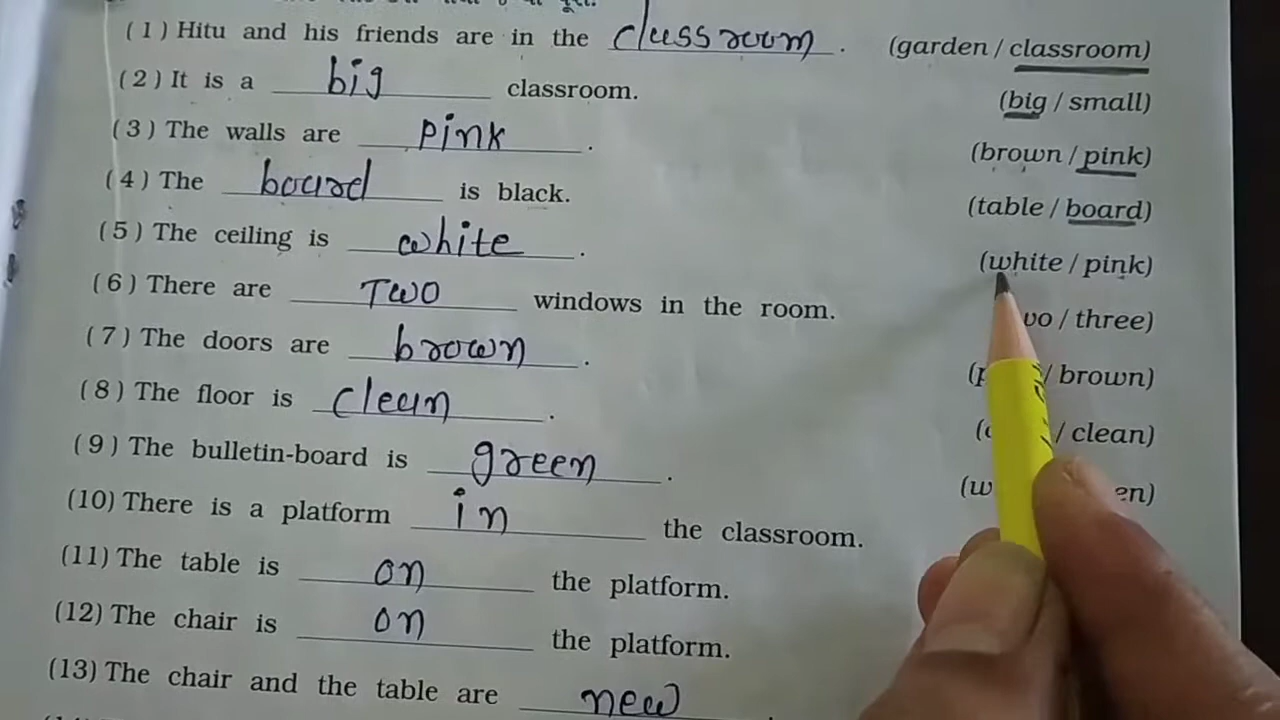 (1) Hitu and his friends are in the classroom. (garden / classroom)
(2) It is a big classroom. (big / small)
(3) The walls are pink. (brown / pink)
(4) The board is black. (table / board)
(5) The ceiling is white. (white / pink)
(6) There are Two windows in the room. / three)
(7) The doors are brown. / brown)
(8) The floor is clean. / clean)
(9) The bulletin-board is green.
(10) There is a platform in the classroom.
(11) The table is on the platform.
(12) The chair is on the platform.
(13) The chair and the table are new.